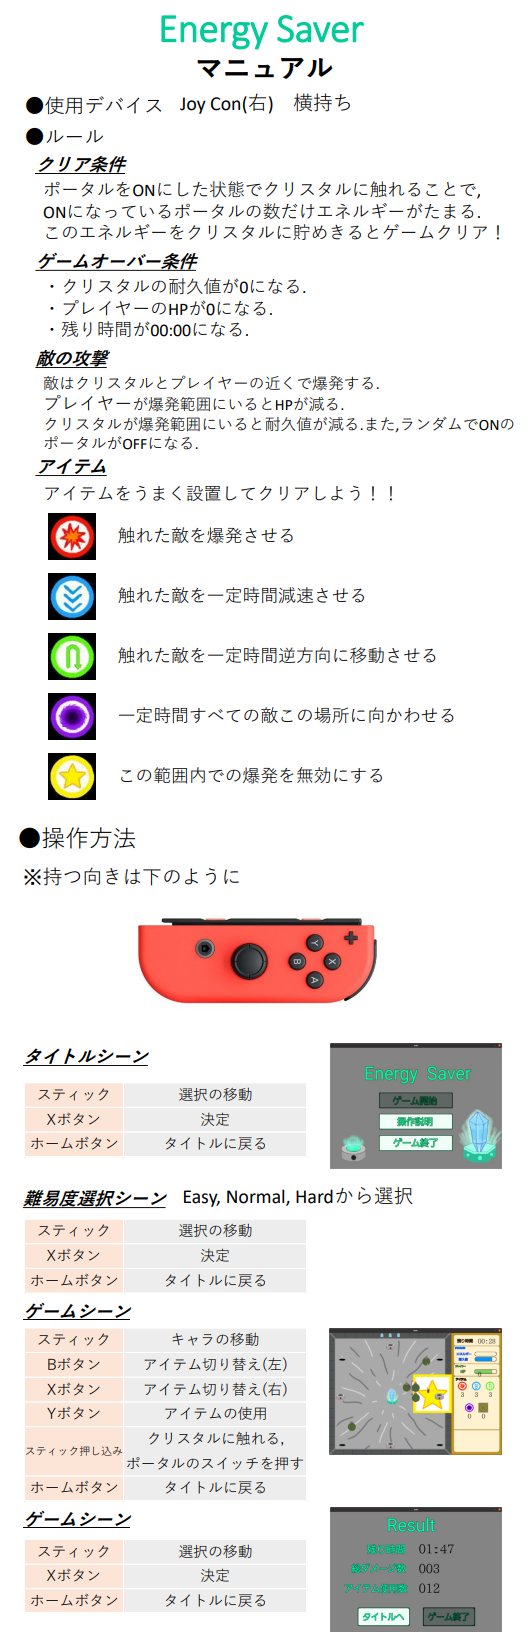 Energy Saver
マニュアル
●使用デバイス Joy Con(右) 横持ち
●ルール
クリア条件
ポータルをONにした状態でクリスタルに触れることで,
ONになっているポータルの数だけエネルギーがたまる.
このエネルギーをクリスタルに貯めきるとゲームクリア！
ゲームオーバー条件
・クリスタルの耐久値が0になる.
・プレイヤーのHPが0になる.
・残り時間が00:00になる.
敵の攻撃
敵はクリスタルとプレイヤーの近くで爆発する.
プレイヤーが爆発範囲にいるとHPが減る.
クリスタルが爆発範囲にいると耐久値が減る.また,ランダムでONの
ポータルがOFFになる.
アイテム
アイテムをうまく設置してクリアしよう！！
触れた敵を爆発させる
触れた敵を一定時間減速させる
触れた敵を一定時間逆方向に移動させる
一定時間すべての敵この場所に向かわせる
この範囲内での爆発を無効にする
●操作方法
※持つ向きは下のように
Y
B X
A
タイトルシーン
スティック 選択の移動
Xボタン 決定
ホームボタン タイトルに戻る
Energy Saver
ゲーム開始
操作説明
ゲーム終了
難易度選択シーン Easy, Normal, Hardから選択
スティック 選択の移動
Xボタン 決定
ホームボタン タイトルに戻る
ゲームシーン
スティック キャラの移動
Bボタン アイテム切り替え(左)
Xボタン アイテム切り替え(右)
Yボタン アイテムの使用
スティック押し込み クリスタルに触れる,
ポータルのスイッチを押す
ホームボタン タイトルに戻る
残り時間 00:28
アイテム
3 3 3
0 0
ゲームシーン
スティック 選択の移動
Xボタン 決定
ホームボタン タイトルに戻る
Result
残り時間 01:47
003
アイテム使用数 012
タイトルへ ゲーム終了